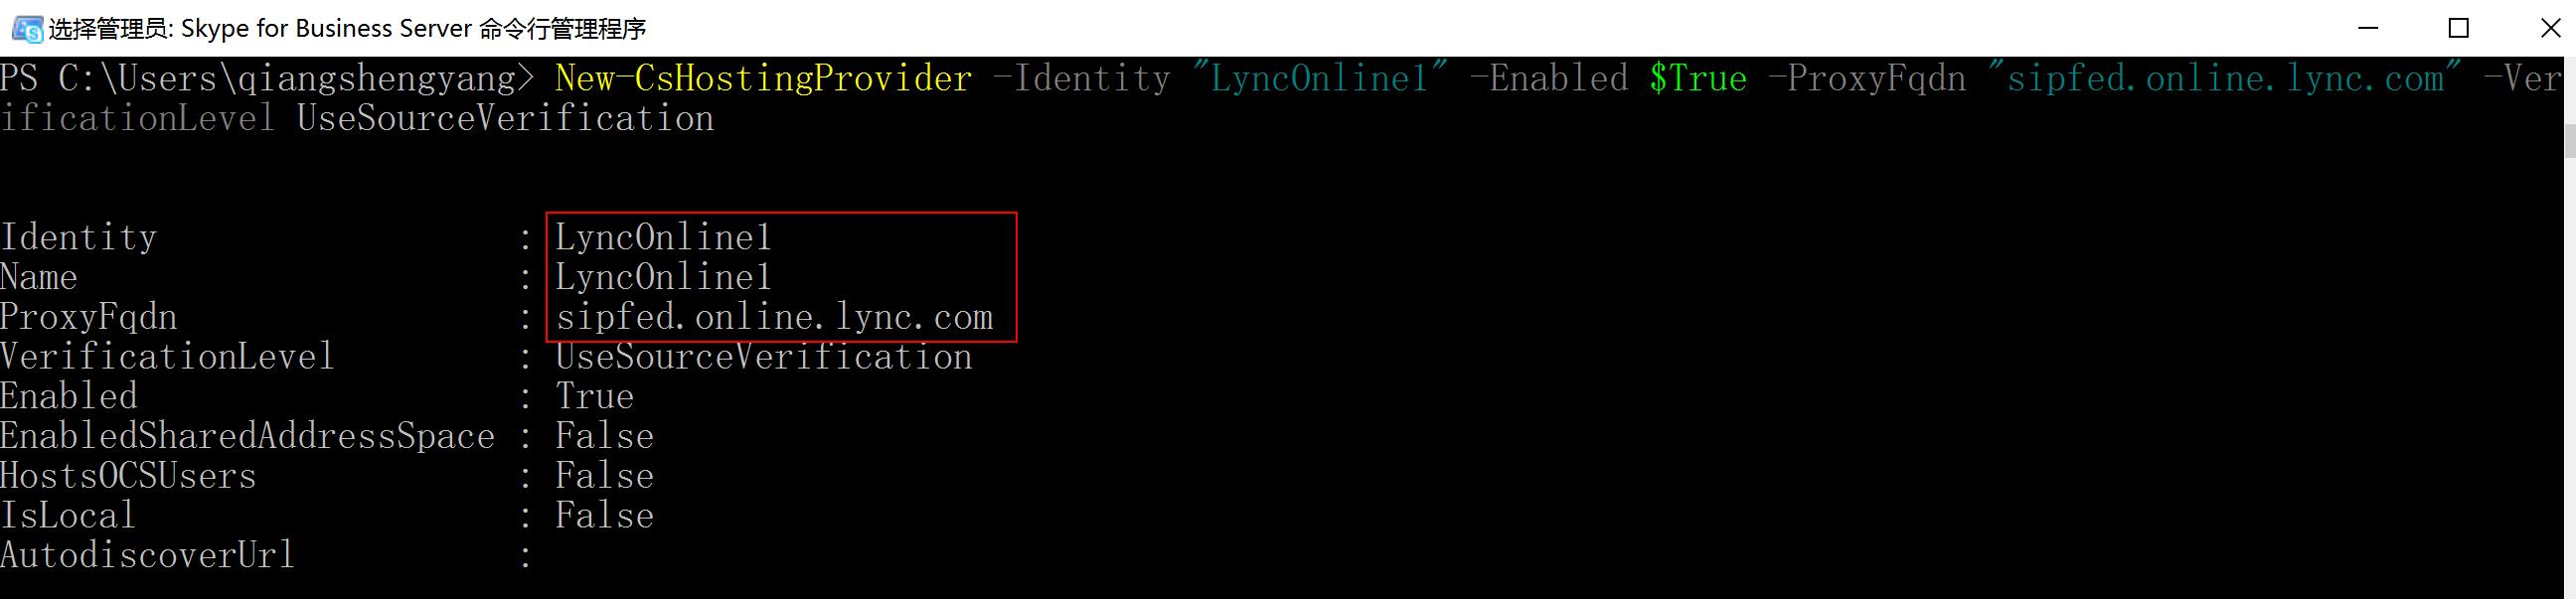 选择管理员: Skype for Business Server 命令行管理程序
PS C:\Users\qiangshengyang> New-CsHostingProvider -Identity "LyncOnline1" -Enabled $True -ProxyFqdn "sipfed.online.lync.com" -Ver
ificationLevel UseSourceVerification
Identity : LyncOnline1
Name : LyncOnline1
ProxyFqdn : sipfed.online.lync.com
VerificationLevel : UseSourceVerification
Enabled : True
EnabledSharedAddressSpace : False
HostsOCSUsers : False
IsLocal : False
AutodiscoverUrl :